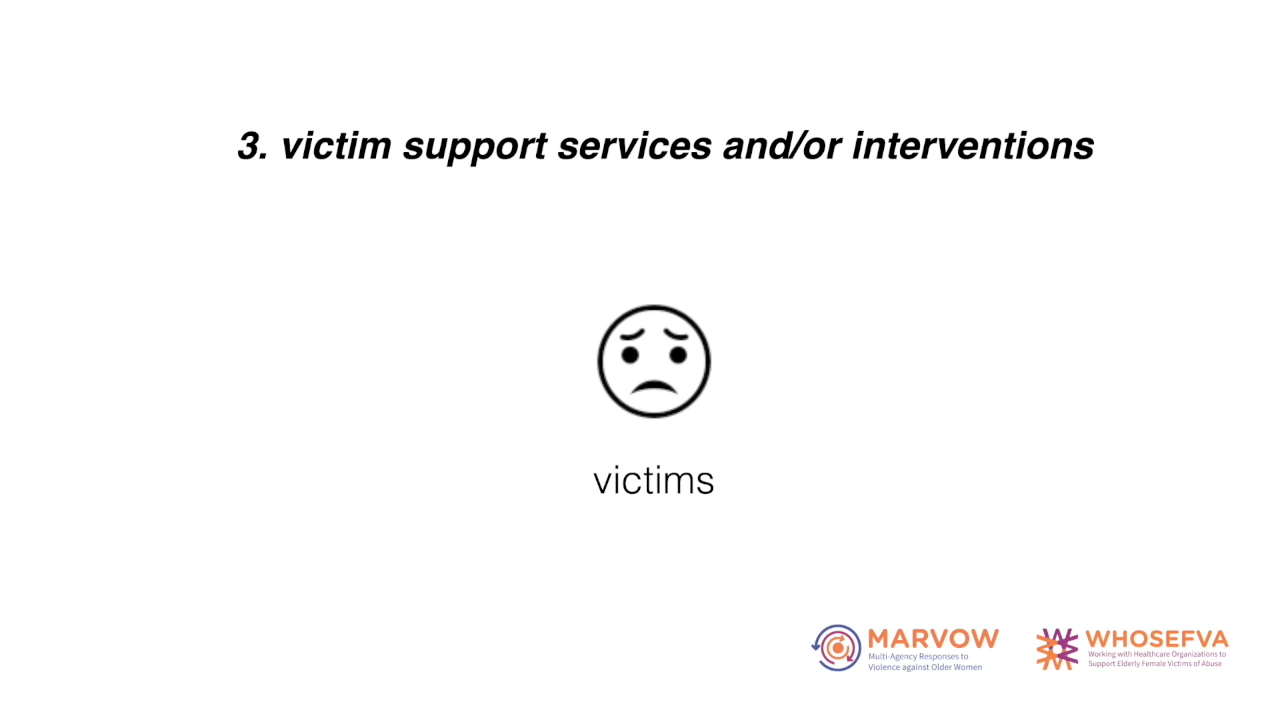 3. victim support services and/or interventions
victims
MARVOW
Multi-Agency Responses to
Violence against Older Women
WHOSEFVA
Working with Healthcare Organizations to
Support Elderly Female Victims of Abuse